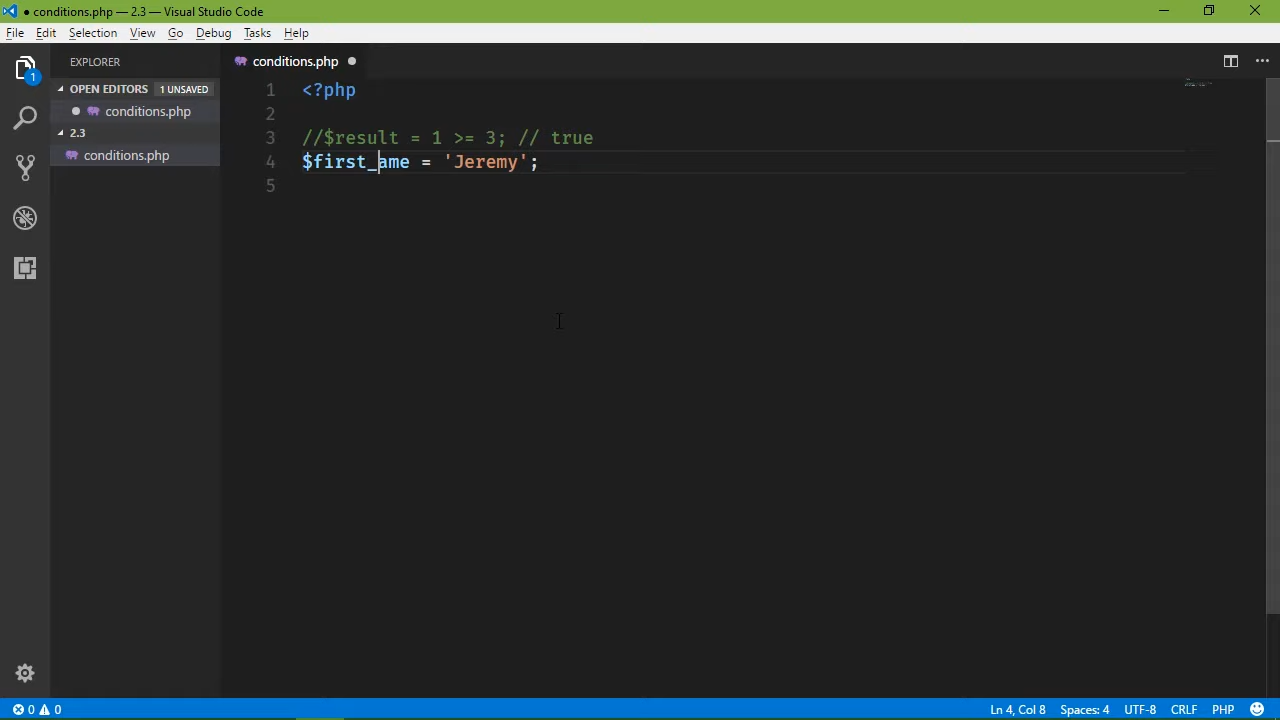 ● conditions.php — 2.3 — Visual Studio Code
File Edit Selection View Go Debug Tasks Help
EXPLORER
OPEN EDITORS 1 UNSAVED
conditions.php
2.3
conditions.php
1
conditions.php
1 <?php
2
3 //$result = 1 >= 3; // true
4 $first_ame = 'Jeremy';
5
0 0 Ln 4, Col 8 Spaces: 4 UTF-8 CRLF PHP